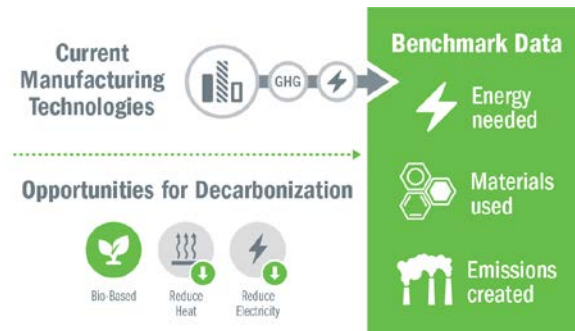 Current
Manufacturing
Technologies
GHG
Benchmark Data
Energy
needed
Materials
used
Emissions
created
Opportunities for Decarbonization
Bio-Based
Reduce
Heat
Reduce
Electricity